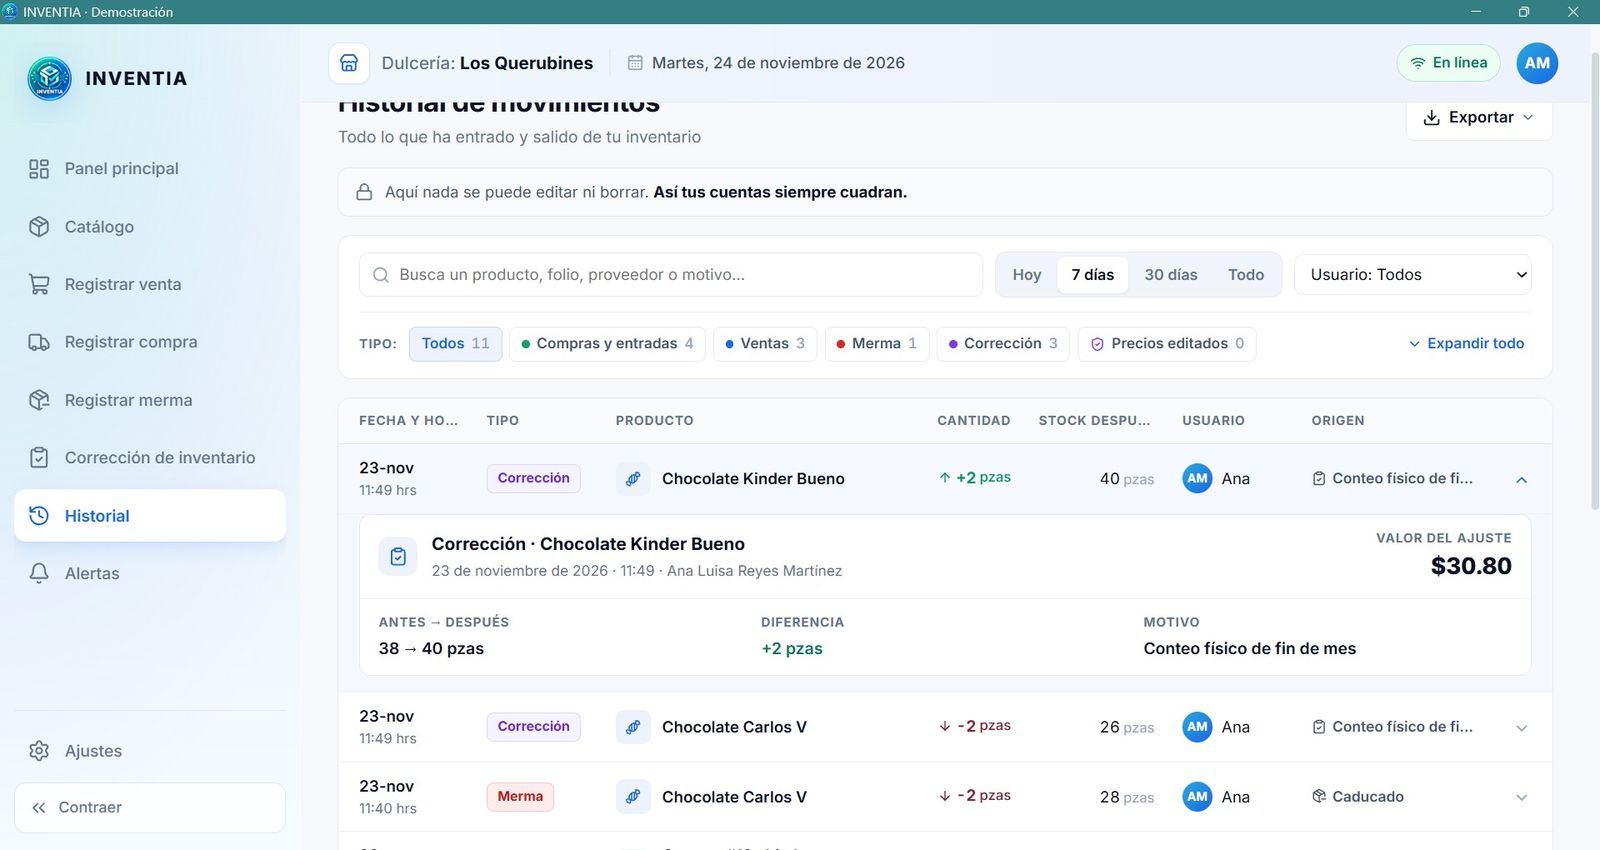 INVENTIA · Demostración
INVENTIA
INVENTIA
Dulcería: Los Querubines
Martes, 24 de noviembre de 2026
En línea
AM
Panel principal
Catálogo
Registrar venta
Registrar compra
Registrar merma
Corrección de inventario
Historial
Alertas
Ajustes
Contraer
Historial de movimientos
Todo lo que ha entrado y salido de tu inventario
Exportar
Aquí nada se puede editar ni borrar. Así tus cuentas siempre cuadran.
Busca un producto, folio, proveedor o motivo...
Hoy 7 días 30 días Todo
Usuario: Todos
TIPO: Todos 11 Compras y entradas 4 Ventas 3 Merma 1 Corrección 3 Precios editados 0 Expandir todo
FECHA Y HO... TIPO PRODUCTO CANTIDAD STOCK DESPU... USUARIO ORIGEN
23-nov
11:49 hrs
Corrección Chocolate Kinder Bueno ↑ +2 pzas 40 pzas AM Ana Conteo físico de fi...
Corrección · Chocolate Kinder Bueno
23 de noviembre de 2026 · 11:49 · Ana Luisa Reyes Martínez
VALOR DEL AJUSTE
$30.80
ANTES → DESPUÉS DIFERENCIA MOTIVO
38 → 40 pzas +2 pzas Conteo físico de fin de mes
23-nov
11:49 hrs
Corrección Chocolate Carlos V ↓ -2 pzas 26 pzas AM Ana Conteo físico de fi...
23-nov
11:40 hrs
Merma Chocolate Carlos V ↓ -2 pzas 28 pzas AM Ana Caducado